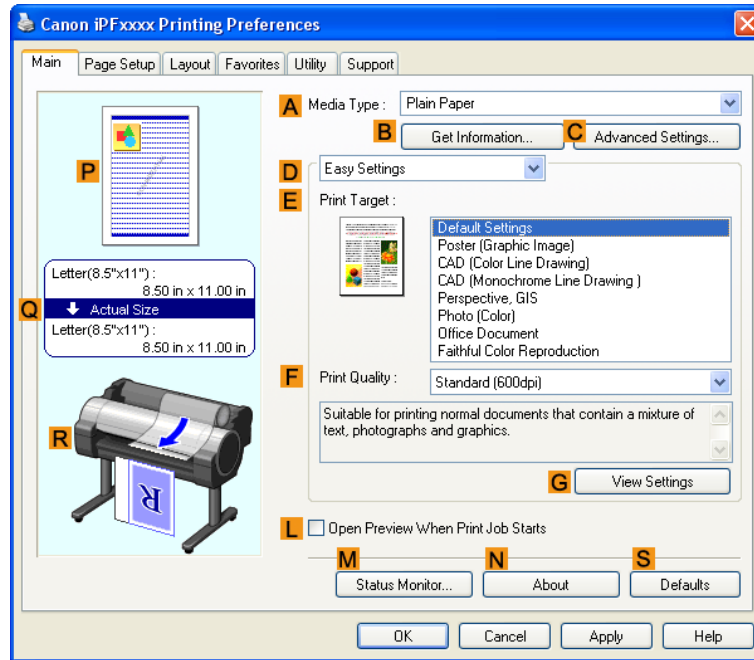 Canon iPFxxxx Printing Preferences
Main Page Setup Layout Favorites Utility Support
A Media Type : Plain Paper
B Get Information... C Advanced Settings...
D Easy Settings
E Print Target :
Default Settings
Poster (Graphic Image)
CAD (Color Line Drawing)
CAD (Monochrome Line Drawing )
Perspective, GIS
Photo (Color)
Office Document
Faithful Color Reproduction
F Print Quality : Standard (600dpi)
Suitable for printing normal documents that contain a mixture of
text, photographs and graphics.
G View Settings
L Open Preview When Print Job Starts
M N S
Status Monitor... About Defaults
P
Letter(8.5"x11") :
8.50 in x 11.00 in
Q Actual Size
Letter(8.5"x11") :
8.50 in x 11.00 in
R
R
OK Cancel Apply Help